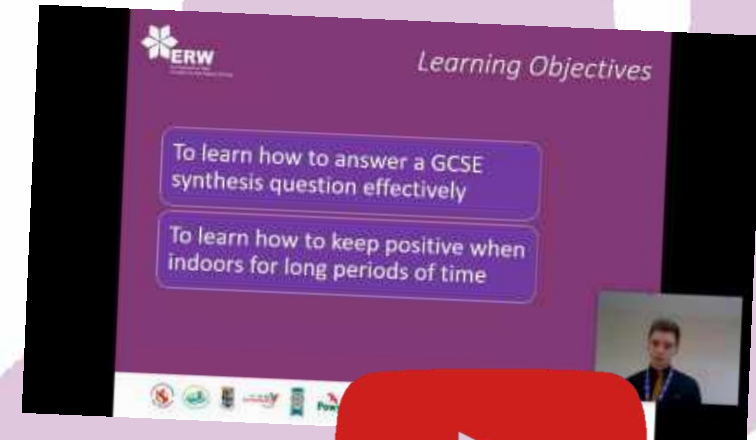 ERW
Learning Objectives
To learn how to answer a GCSE
synthesis question effectively
To learn how to keep positive when
indoors for long periods of time